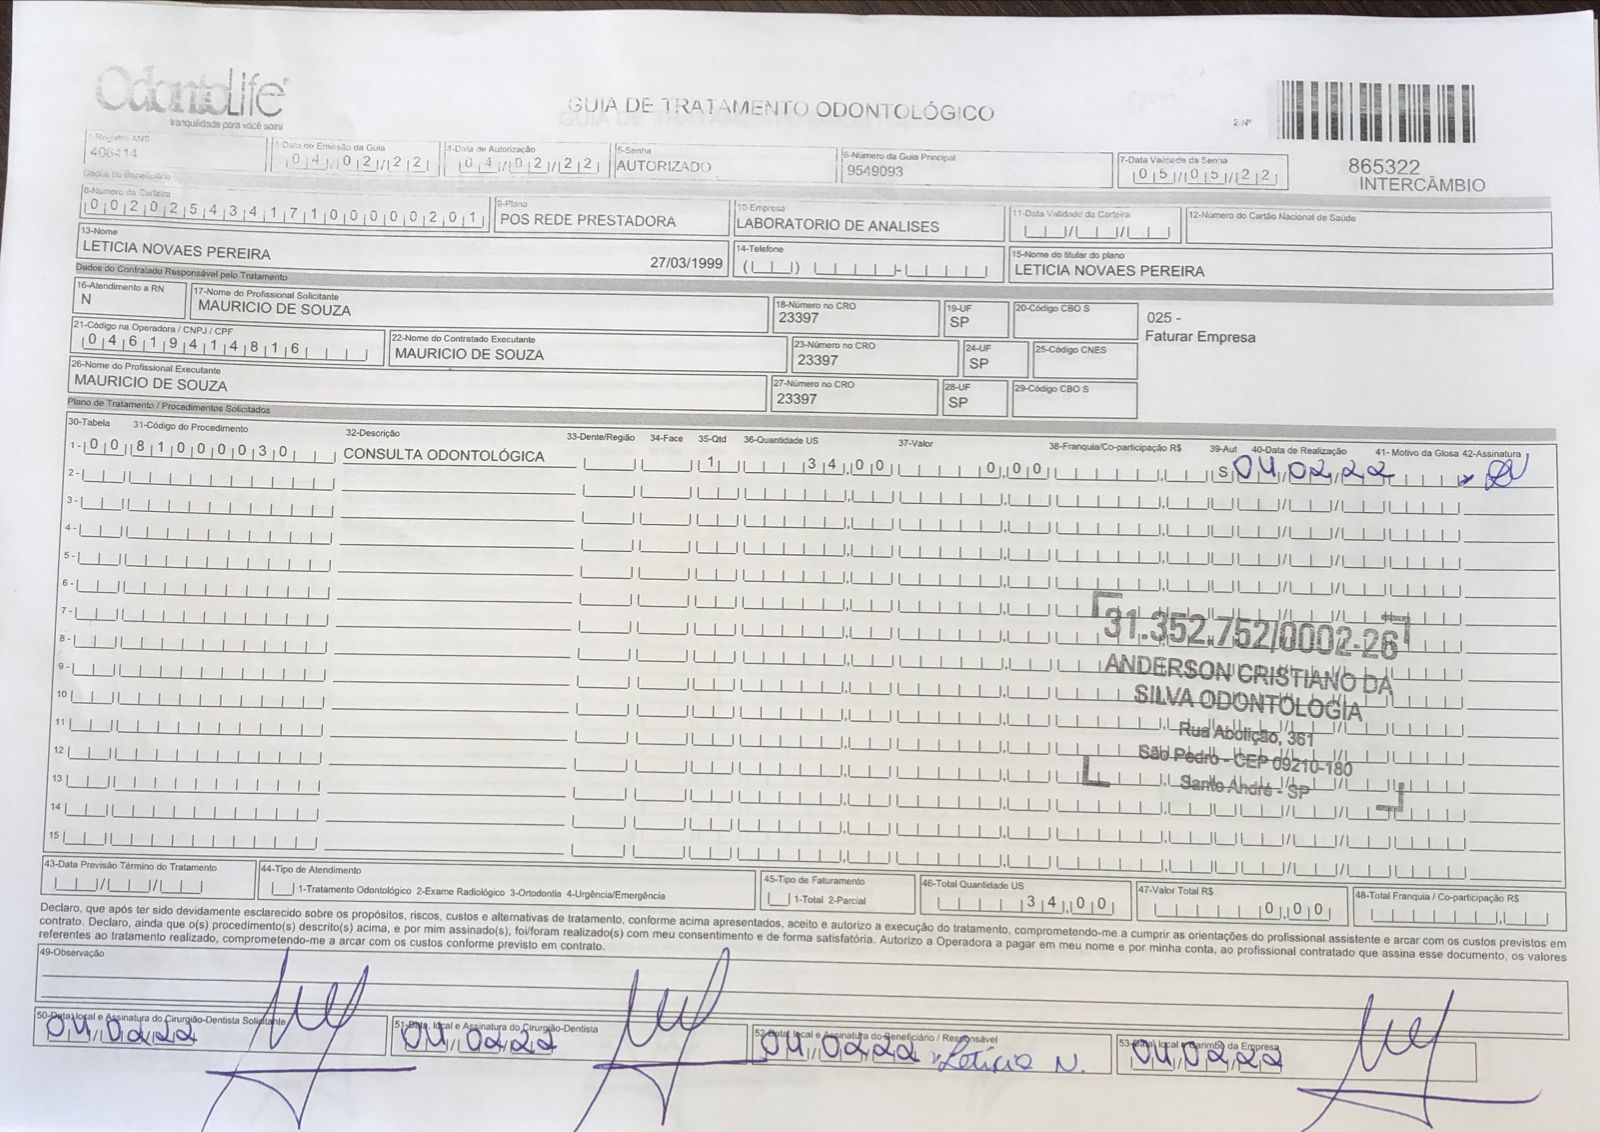 OdontoLife
tranquilidade para você sorrir
GUIA DE TRATAMENTO ODONTOLÓGICO
2-Nº
865322
INTERCÂMBIO
1-Registro ANS
406414
3-Data de Emissão da Guia
04/02/22
4-Data de Autorização
04/02/22
5-Senha
AUTORIZADO
6-Número da Guia Principal
9549093
7-Data Validade da Senha
05/05/22
Dados do Beneficiário
8-Número da Carteira
00202543417100000201
9-Plano
POS REDE PRESTADORA
10-Empresa
LABORATORIO DE ANALISES
11-Data Validade da Carteira
12-Número do Cartão Nacional de Saúde
13-Nome
LETICIA NOVAES PEREIRA 27/03/1999
14-Telefone
15-Nome do titular do plano
LETICIA NOVAES PEREIRA
Dados do Contratado Responsável pelo Tratamento
16-Atendimento a RN
N
17-Nome do Profissional Solicitante
MAURICIO DE SOUZA
18-Número no CRO
23397
19-UF
SP
20-Código CBO S
025 -
Faturar Empresa
21-Código na Operadora / CNPJ / CPF
04619414816
22-Nome do Contratado Executante
MAURICIO DE SOUZA
23-Número no CRO
23397
24-UF
SP
25-Código CNES
26-Nome do Profissional Executante
MAURICIO DE SOUZA
27-Número no CRO
23397
28-UF
SP
29-Código CBO S
Plano de Tratamento / Procedimentos Solicitados
30-Tabela 31-Código do Procedimento 32-Descrição 33-Dente/Região 34-Face 35-Qtd 36-Quantidade US 37-Valor 38-Franquia/Co-participação R$ 39-Aut 40-Data de Realização 41- Motivo da Glosa 42-Assinatura
1- 00 81000030 CONSULTA ODONTOLÓGICA 1 34,00 0,00 S 04/02/22
2-
3-
4-
5-
6-
7-
8-
9-
10
11
12
13
14
15
31.352.752/0002-26
ANDERSON CRISTIANO DA
SILVA ODONTOLOGIA
Rua Abolição, 361
São Pedro - CEP 09210-180
Santo André - SP
43-Data Previsão Término do Tratamento
44-Tipo de Atendimento
1-Tratamento Odontológico 2-Exame Radiológico 3-Ortodontia 4-Urgência/Emergência
45-Tipo de Faturamento
1-Total 2-Parcial
46-Total Quantidade US
34,00
47-Valor Total R$
0,00
48-Total Franquia / Co-participação R$
Declaro, que após ter sido devidamente esclarecido sobre os propósitos, riscos, custos e alternativas de tratamento, conforme acima apresentados, aceito e autorizo a execução do tratamento, comprometendo-me a cumprir as orientações do profissional assistente e arcar com os custos previstos em
contrato. Declaro, ainda que o(s) procedimento(s) descrito(s) acima, e por mim assinado(s), foi/foram realizado(s) com meu consentimento e de forma satisfatória. Autorizo a Operadora a pagar em meu nome e por minha conta, ao profissional contratado que assina esse documento, os valores
referentes ao tratamento realizado, comprometendo-me a arcar com os custos conforme previsto em contrato.
49-Observação
50-Data, local e Assinatura do Cirurgião-Dentista Solicitante
04/02/22
51-Data, local e Assinatura do Cirurgião-Dentista
04/02/22
52-Data, local e Assinatura do Beneficiário / Responsável
04/02/22 Letícia N.
53-Data, local e Carimbo da Empresa
04/02/22